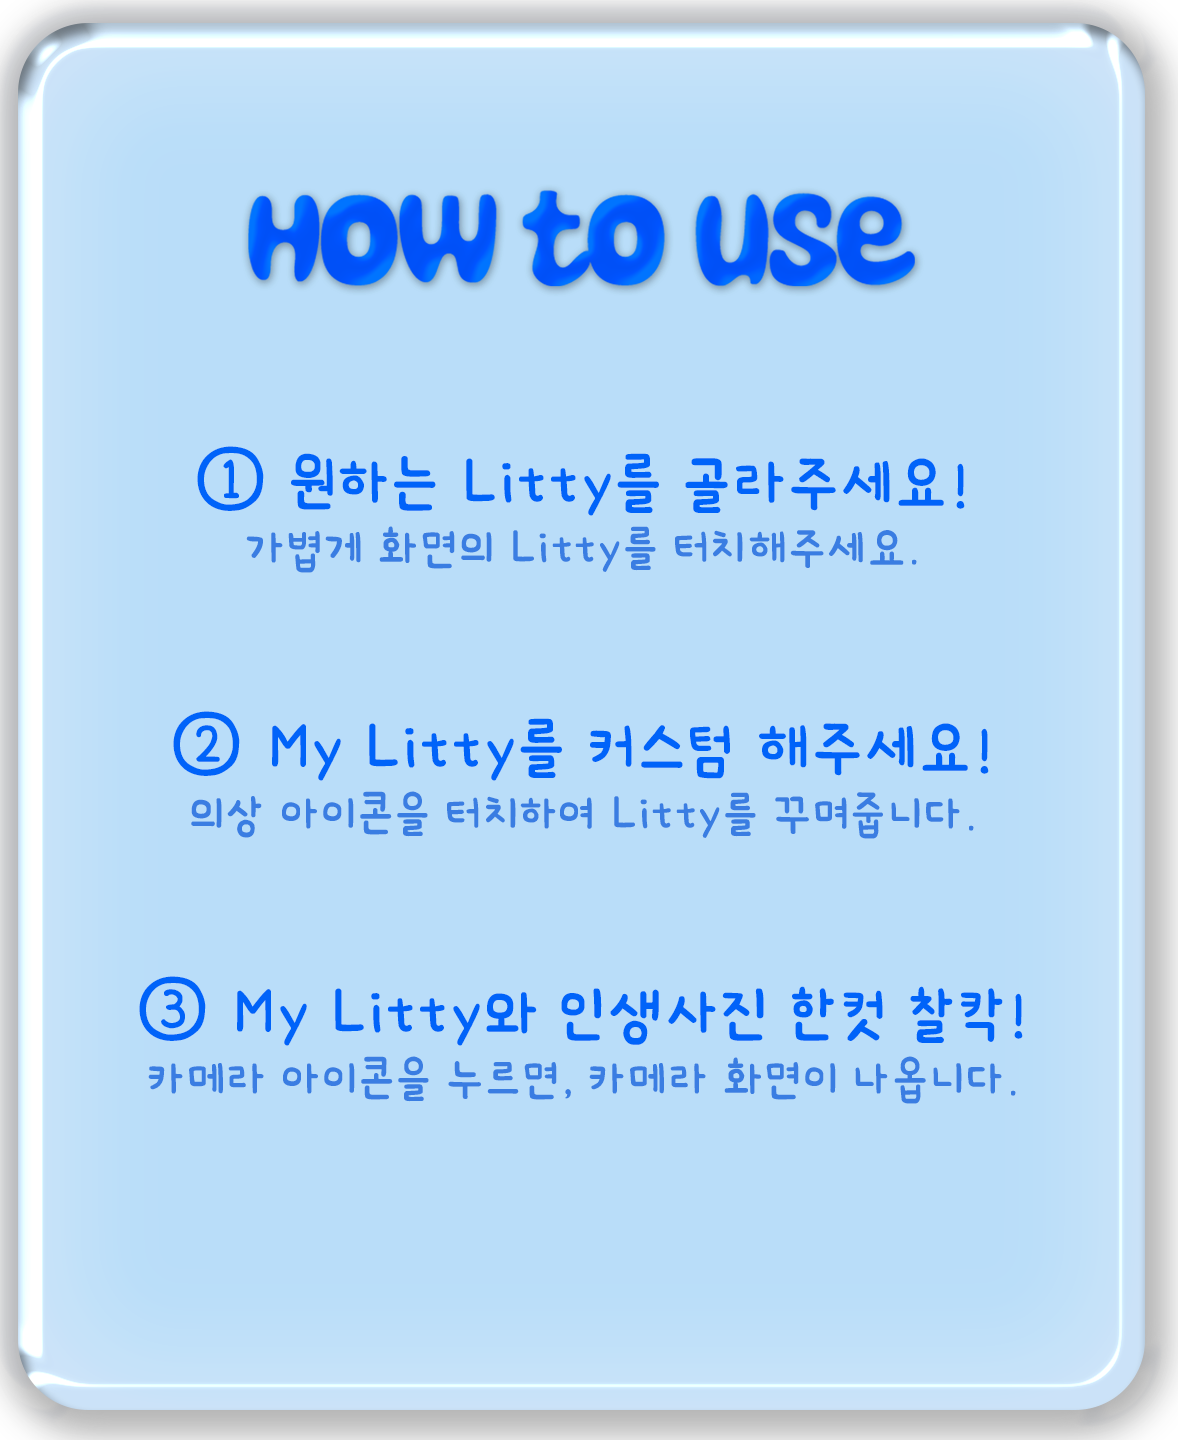 How to use
① 원하는 Litty를 골라주세요!
가볍게 화면의 Litty를 터치해주세요.
② My Litty를 커스텀 해주세요!
의상 아이콘을 터치하여 Litty를 꾸며줍니다.
③ My Litty와 인생사진 한컷 찰칵!
카메라 아이콘을 누르면, 카메라 화면이 나옵니다.